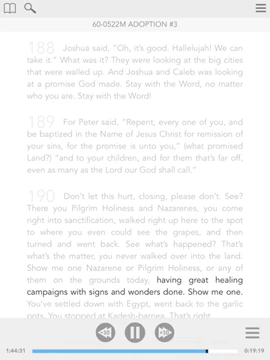 60-0522M ADOPTION #3
188 Joshua said, "Oh, it's good. Hallelujah! We can
take it." What was it? They were looking at the big cities
that were walled up. And Joshua and Caleb was looking
at a promise God made. Stay with the Word, no matter
who you are. Stay with the Word!
189 For Peter said, "Repent, every one of you, and
be baptized in the Name of Jesus Christ for remission of
your sins, for the promise is unto you," (what promised
Land?) "and to your children, and for them that's far off,
even as many as the Lord our God shall call."
190 Don't let this hurt, closing, please don't. See?
There you Pilgrim Holiness and Nazarenes, you come
right into sanctification, walked right up here to the spot
to where you even could see the grapes, and then
turned and went back. See what's happened? That's
what's the matter, you never walked over into the land.
Show me one Nazarene or Pilgrim Holiness, or any of
them on the grounds today, having great healing
campaigns with signs and wonders done. Show me one.
You've settled down with Egypt, went back to the garlic
pots. You stopped at Kadesh-barnea. That's right.
1:44:31
0:19:19